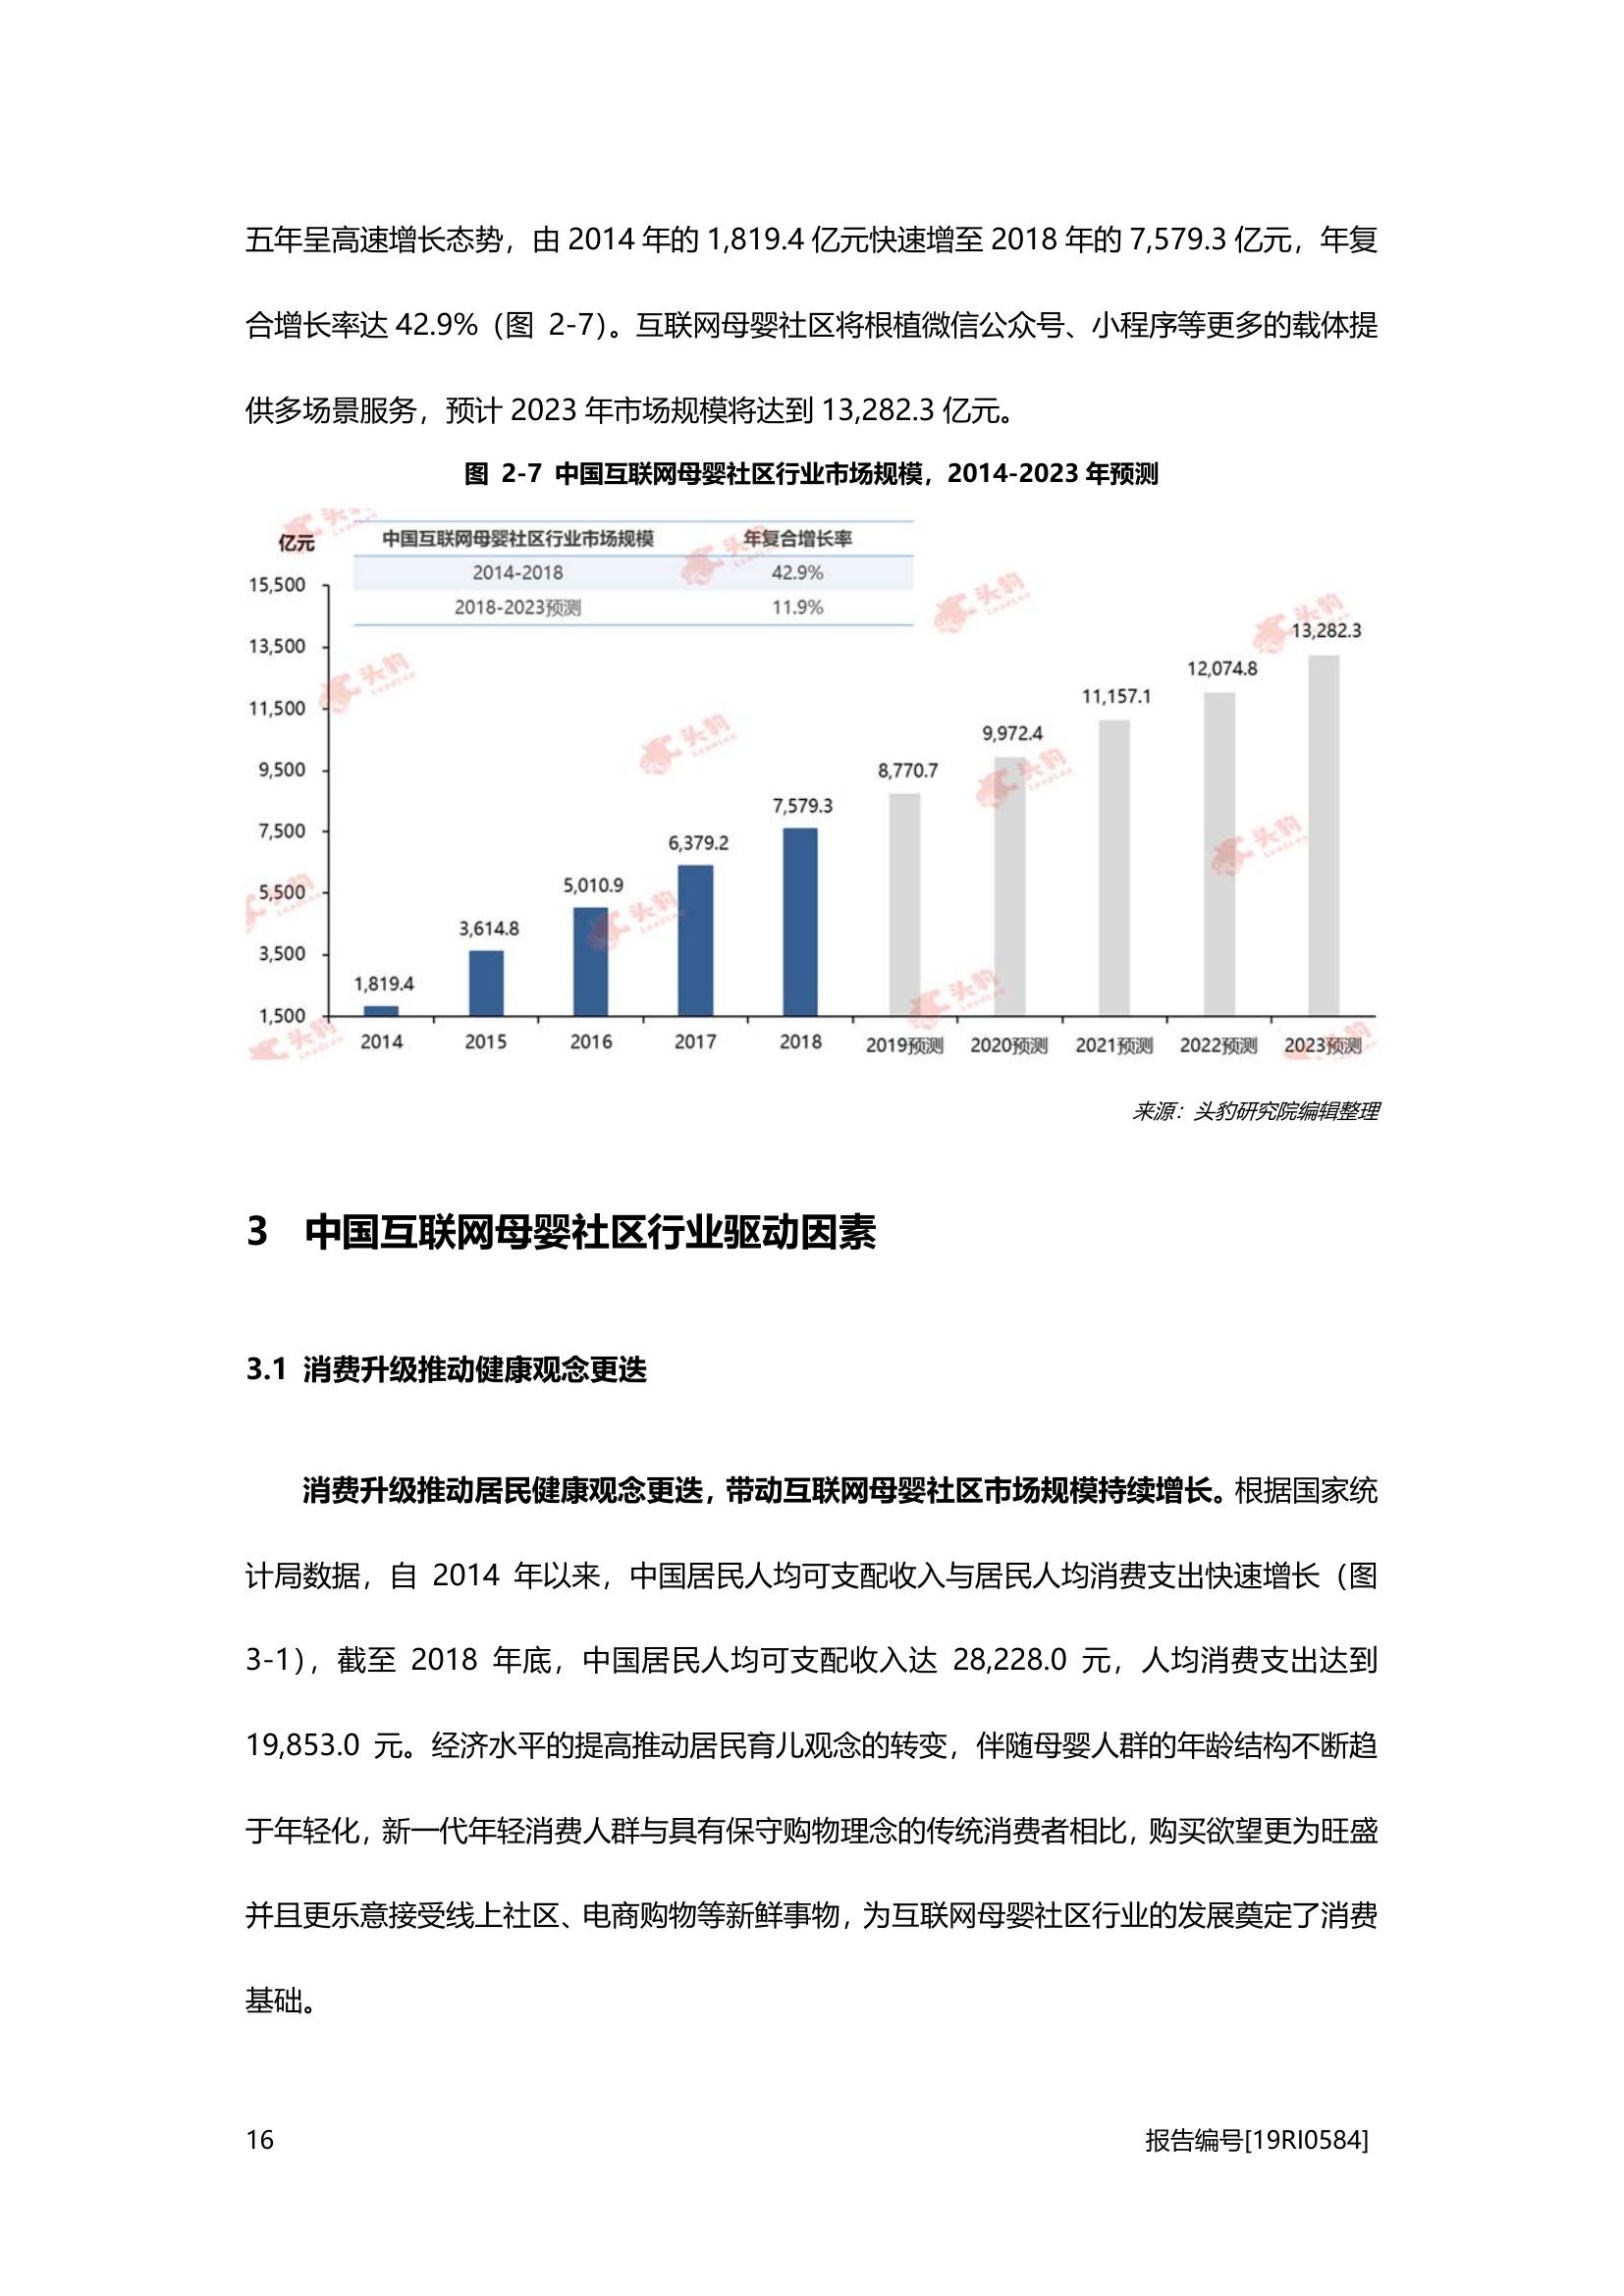 五年呈高速增长态势，由 2014 年的 1,819.4 亿元快速增至 2018 年的 7,579.3 亿元，年复
合增长率达 42.9%（图 2-7）。互联网母婴社区将根植微信公众号、小程序等更多的载体提
供多场景服务，预计 2023 年市场规模将达到 13,282.3 亿元。
图 2-7 中国互联网母婴社区行业市场规模，2014-2023 年预测
亿元
中国互联网母婴社区行业市场规模 年复合增长率
2014-2018 42.9%
2018-2023预测 11.9%
15,500
13,500
11,500
9,500
7,500
5,500
3,500
1,500
1,819.4
3,614.8
5,010.9
6,379.2
7,579.3
8,770.7
9,972.4
11,157.1
12,074.8
13,282.3
2014 2015 2016 2017 2018 2019预测 2020预测 2021预测 2022预测 2023预测
头豹
LeadLeo
来源：头豹研究院编辑整理
3 中国互联网母婴社区行业驱动因素
3.1 消费升级推动健康观念更迭
消费升级推动居民健康观念更迭，带动互联网母婴社区市场规模持续增长。根据国家统
计局数据，自 2014 年以来，中国居民人均可支配收入与居民人均消费支出快速增长（图
3-1），截至 2018 年底，中国居民人均可支配收入达 28,228.0 元，人均消费支出达到
19,853.0 元。经济水平的提高推动居民育儿观念的转变，伴随母婴人群的年龄结构不断趋
于年轻化，新一代年轻消费人群与具有保守购物理念的传统消费者相比，购买欲望更为旺盛
并且更乐意接受线上社区、电商购物等新鲜事物，为互联网母婴社区行业的发展奠定了消费
基础。
16 报告编号[19RI0584]